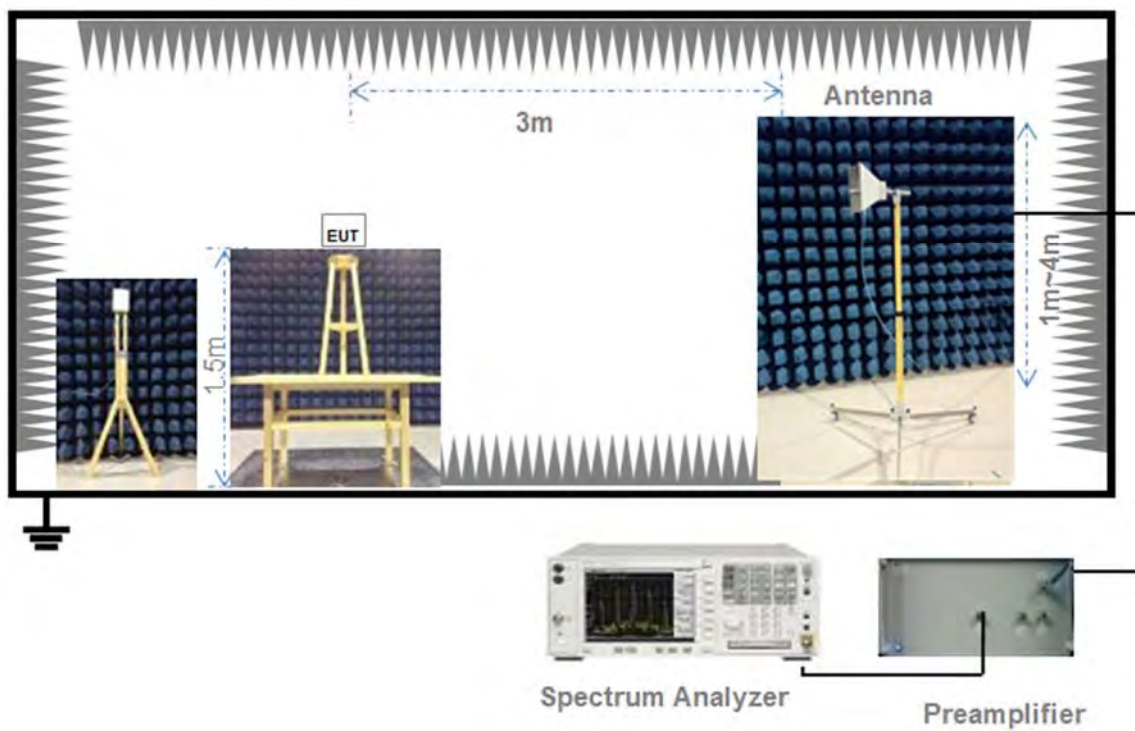 Antenna
3m
EUT
1.5m
1m~4m
Spectrum Analyzer
Preamplifier